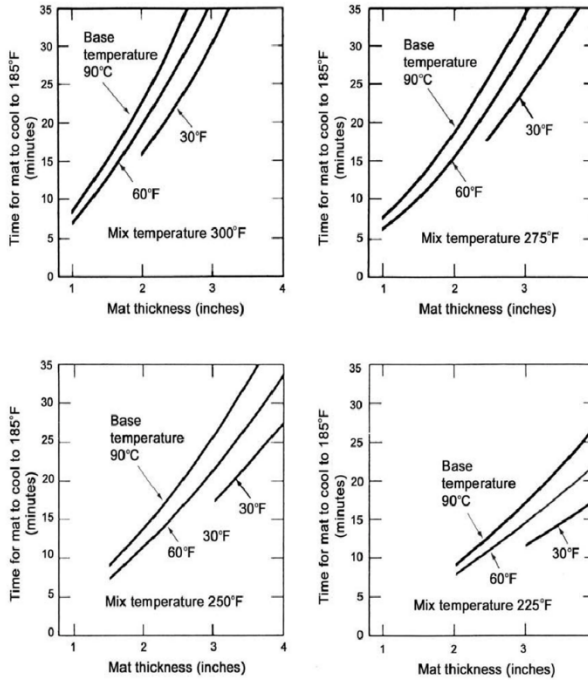 35
30
25
20
15
10
5
0
Time for mat to cool to 185°F
(minutes)
Base
temperature
90°C
30°F
60°F
Mix temperature 300°F
1 2 3 4
Mat thickness (inches)
35
30
25
20
15
10
5
0
Time for mat to cool to 185°F
(minutes)
Base
temperature
90°C
30°F
60°F
Mix temperature 275°F
1 2 3
Mat thickness (inches)
35
30
25
20
15
10
5
0
Time for mat to cool to 185°F
(minutes)
Base
temperature
90°C
60°F
30°F
30°F
Mix temperature 250°F
1 2 3 4
Mat thickness (inches)
35
30
25
20
15
10
5
0
Time for mat to cool to 185°F
(minutes)
Base
temperature
90°C
60°F
30°F
Mix temperature 225°F
2 3
Mat thickness (inches)